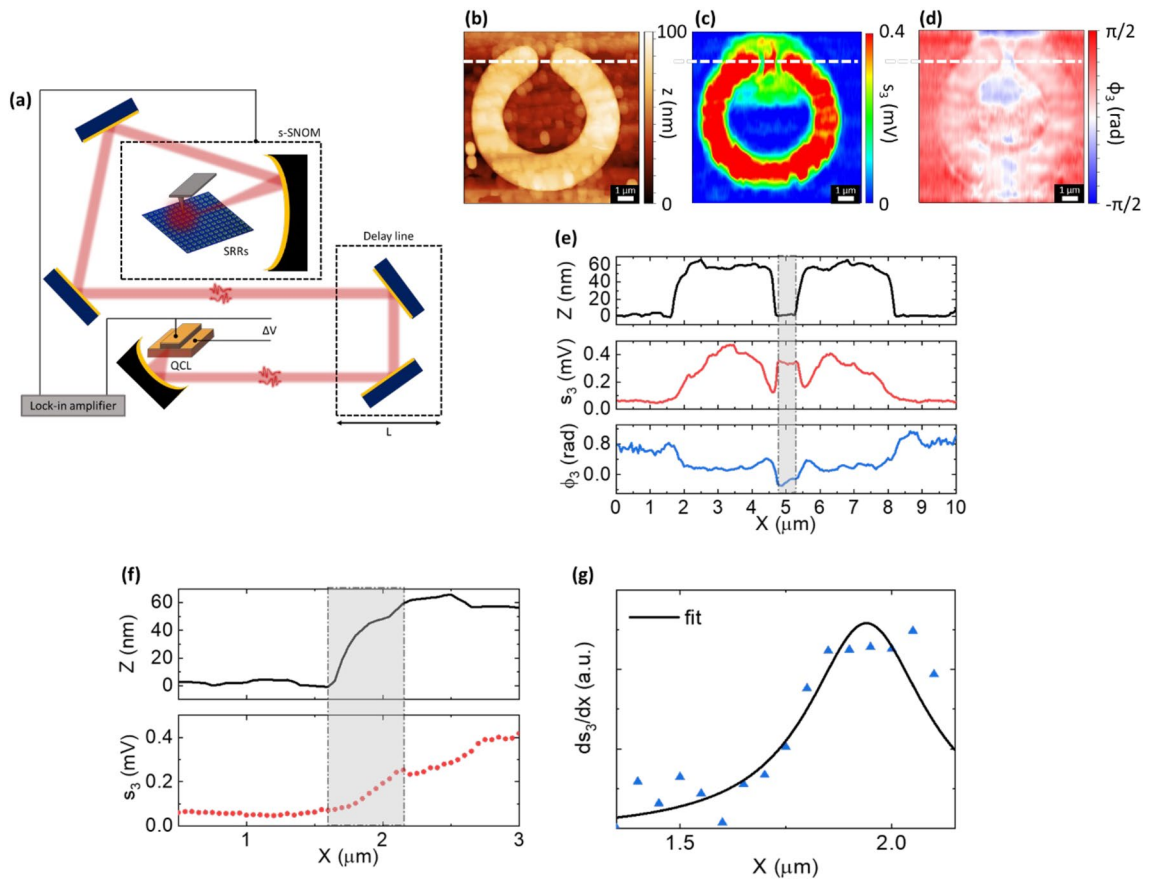 (a)
s-SNOM
SRRs
Delay line
ΔV
QCL
Lock-in amplifier
L
(b)
100
z (nm)
0
1 μm
(c)
0.4
s₃ (mV)
0
1 μm
(d)
π/2
ϕ₃ (rad)
-π/2
1 μm
(e)
60
40
20
0
Z (nm)
0.4
0.2
0.0
s₃ (mV)
0.8
0.0
ϕ₃ (rad)
0 1 2 3 4 5 6 7 8 9 10
X (μm)
(f)
60
40
20
0
Z (nm)
0.4
0.2
0.0
s₃ (mV)
1 2 3
X (μm)
(g)
fit
ds₃/dx (a.u.)
1.5 2.0
X (μm)